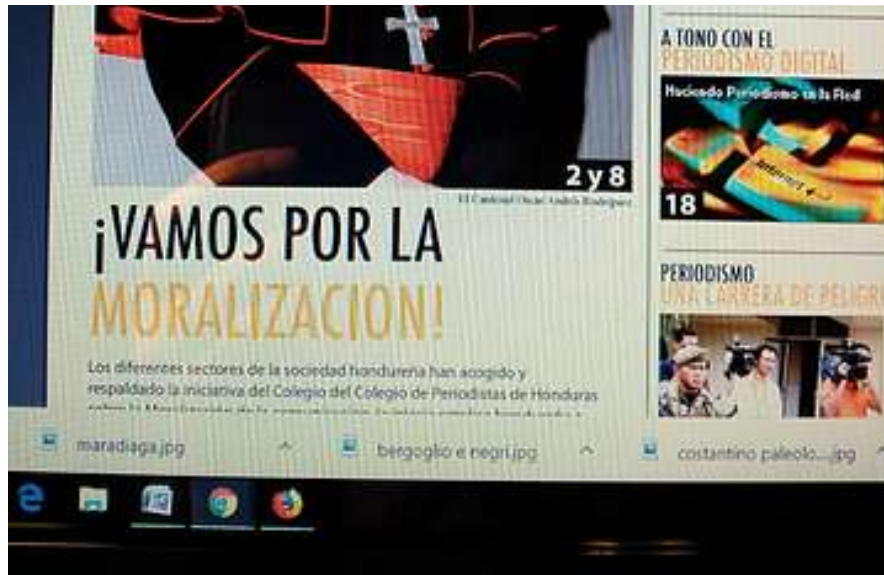 2 y 8
El Cardenal Oscar Andrés Rodríguez
¡VAMOS POR LA
MORALIZACION!
Los diferentes sectores de la sociedad hondureña han acogido y
respaldado la iniciativa del Colegio del Colegio de Periodistas de Honduras
A TONO CON EL
PERIODISMO DIGITAL
Haciendo Periodismo en la Red
Internet
18
PERIODISMO
UNA CARRERA DE
maradiaga.jpg
bergoglio e negri.jpg
costantino paleolo....jpg